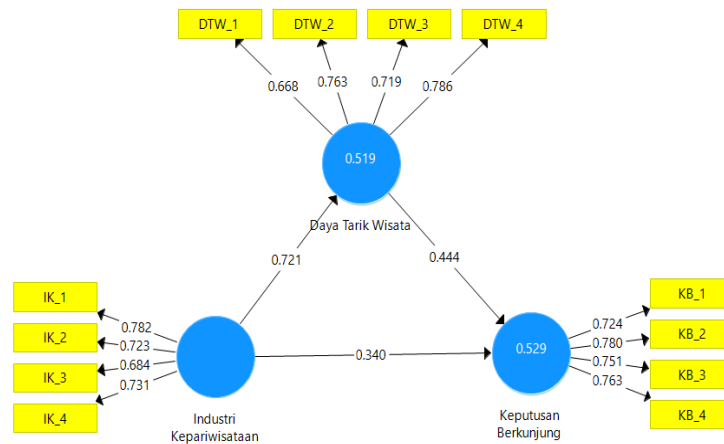 DTW_1
DTW_2
DTW_3
DTW_4
0.668
0.763
0.719
0.786
0.519
Daya Tarik Wisata
0.721
0.444
IK_1
IK_2
IK_3
IK_4
0.782
0.723
0.684
0.731
Industri
Kepariwisataan
0.340
0.529
Keputusan
Berkunjung
0.724
0.780
0.751
0.763
KB_1
KB_2
KB_3
KB_4